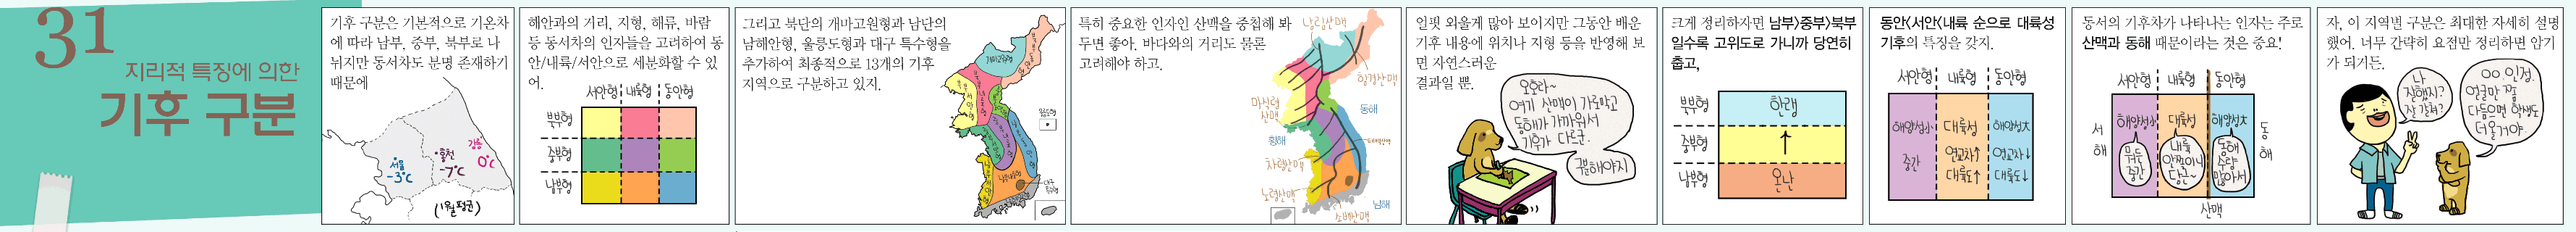 31
지리적 특징에 의한
기후 구분
기후 구분은 기본적으로 기온차
에 따라 남부, 중부, 북부로 나
뉘지만 동서차도 분명 존재하기
때문에
서울
-3℃
홍천
-7℃
강릉
0℃
(1월 평균)
해안과의 거리, 지형, 해류, 바람
등 동서차의 인자들을 고려하여 동
안/내륙/서안으로 세분화할 수 있
어.
서안형 내륙형 동안형
북부형
중부형
남부형
그리고 북단의 개마고원형과 남단의
남해안형, 울릉도형과 대구 특수형을
추가하여 최종적으로 13개의 기후
지역으로 구분하고 있지.
개마고원형
울릉도형
대구
특수형
특히 중요한 인자인 산맥을 중첩해 봐
두면 좋아. 바다와의 거리도 물론
고려해야 하고.
낭림산맥
함경산맥
마식령
산맥
동해
황해
태백산맥
차령산맥
노령산맥
소백산맥
남해
얼핏 외울게 많아 보이지만 그동안 배운
기후 내용에 위치나 지형 등을 반영해 보
면 자연스러운
결과일 뿐.
오호라~
여기 산맥이 가로막고
동해가 가까워서
기후가 다르군.
구분해야지
크게 정리하자면 남부>중부>북부
일수록 고위도로 가니까 당연히
춥고,
북부형
중부형
남부형
한랭
↑
온난
동안<서안<내륙 순으로 대륙성
기후의 특징을 갖지.
서안형 내륙형 동안형
해양성小
중간
대륙성
연교차↑
대륙도↑
해양성大
연교차↓
대륙도↓
동서의 기후차가 나타나는 인자는 주로
산맥과 동해 때문이라는 것은 중요!
서안형 내륙형 동안형
서해
해양성小
뭐든
중간
대륙성
내륙
안쪽이니
당근~
해양성大
동해
수량
많아서
동해
산맥
자, 이 지역별 구분은 최대한 자세히 설명
했어. 너무 간략히 요점만 정리하면 암기
가 되거든.
나
잘했지?
잘 갈쳐?
○○. 인정.
얼굴만 쫌
다듬으면 학생도
더 올거야.